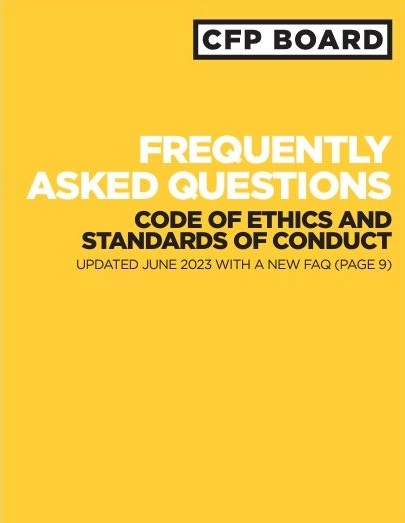 CFP BOARD
FREQUENTLY
ASKED QUESTIONS
CODE OF ETHICS AND
STANDARDS OF CONDUCT
UPDATED JUNE 2023 WITH A NEW FAQ (PAGE 9)